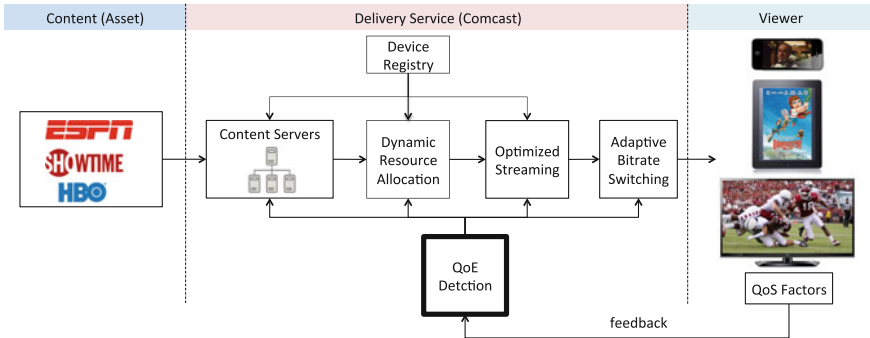 Content (Asset)
Delivery Service (Comcast)
Viewer
Device
Registry
ESPN
SHOWTIME
HBO
Content Servers
Dynamic
Resource
Allocation
Optimized
Streaming
Adaptive
Bitrate
Switching
QoE
Detction
QoS Factors
feedback